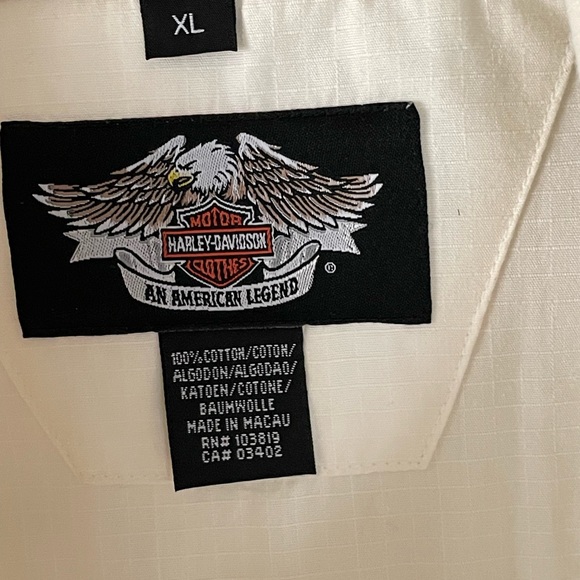 XL
MOTOR
HARLEY-DAVIDSON
CLOTHES
®
AN AMERICAN LEGEND
100% COTTON/COTON/
ALGODON/ALGODAO/
KATOEN/COTONE/
BAUMWOLLE
MADE IN MACAU
RN# 103819
CA# 03402